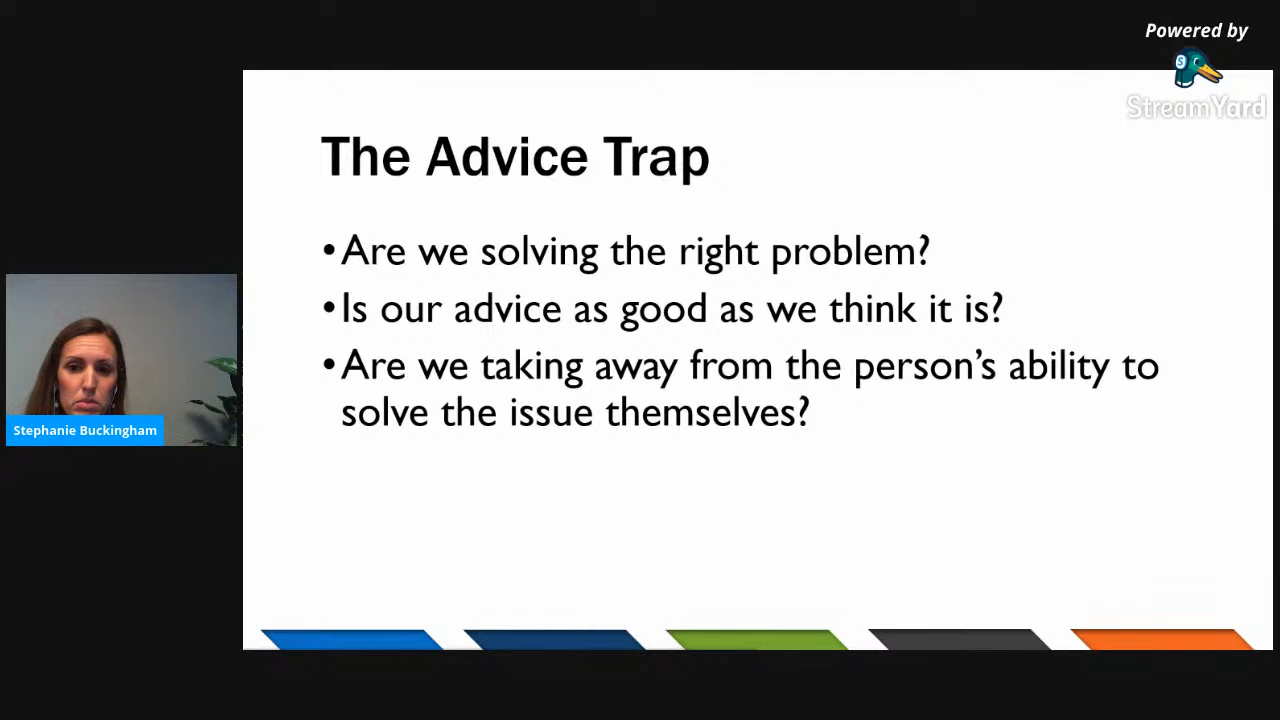 Powered by
StreamYard
The Advice Trap
•Are we solving the right problem?
•Is our advice as good as we think it is?
•Are we taking away from the person’s ability to
solve the issue themselves?
Stephanie Buckingham